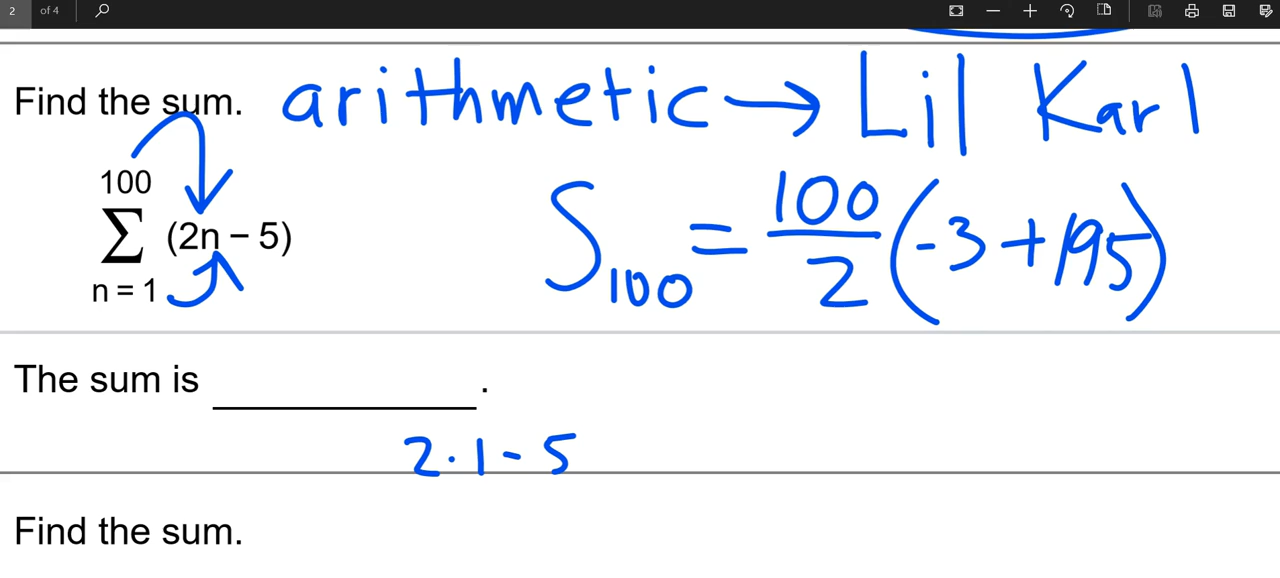 2 of 4
Find the sum. arithmetic → Lil Karl
100
∑ (2n − 5)
n = 1
S₁₀₀ = 100/2 (-3 + 195)
The sum is ____________.
2 · 1 - 5
Find the sum.